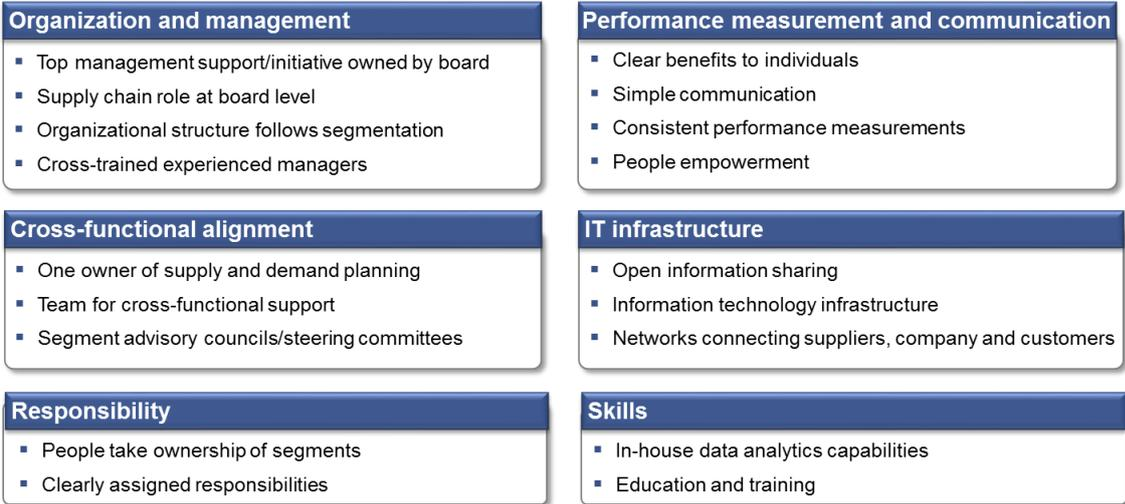 Organization and management
▪ Top management support/initiative owned by board
▪ Supply chain role at board level
▪ Organizational structure follows segmentation
▪ Cross-trained experienced managers
Performance measurement and communication
▪ Clear benefits to individuals
▪ Simple communication
▪ Consistent performance measurements
▪ People empowerment
Cross-functional alignment
▪ One owner of supply and demand planning
▪ Team for cross-functional support
▪ Segment advisory councils/steering committees
IT infrastructure
▪ Open information sharing
▪ Information technology infrastructure
▪ Networks connecting suppliers, company and customers
Responsibility
▪ People take ownership of segments
▪ Clearly assigned responsibilities
Skills
▪ In-house data analytics capabilities
▪ Education and training